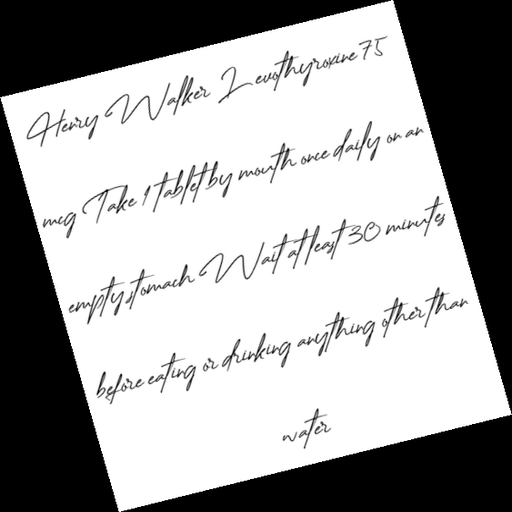 Henry Walker Levothyroxine 75
mcg Take 1 tablet by mouth once daily on an
empty stomach Wait at least 30 minutes
before eating or drinking anything other than
water